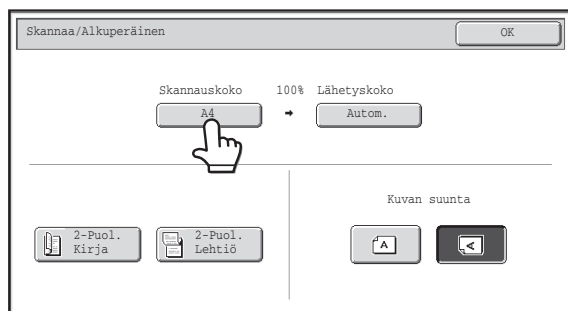 Skannaa/Alkuperäinen
OK
Skannauskoko 100% Lähetyskoko
A4 Autom.
Kuvan suunta
2-Puol.
Kirja
2-Puol.
Lehtiö
A
A